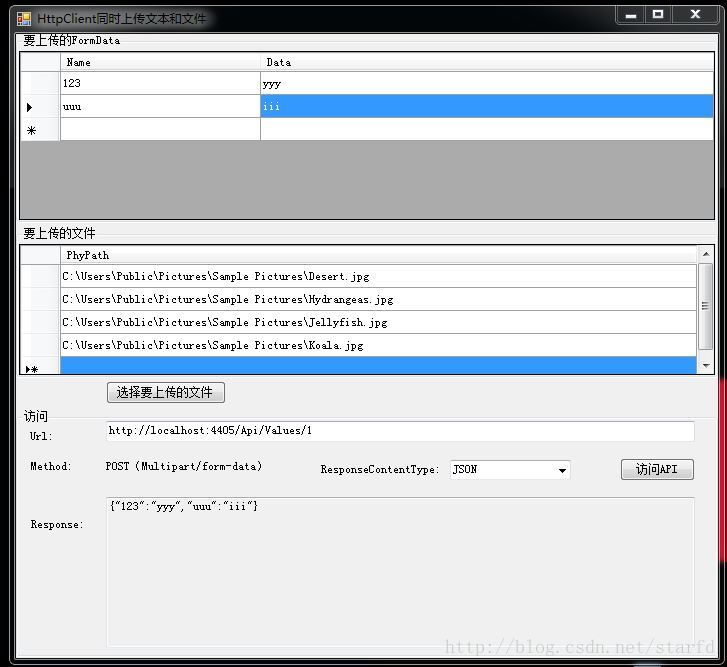 HttpClient同时上传文本和文件
要上传的FormData
Name Data
123 yyy
uuu iii
要上传的文件
PhyPath
C:\Users\Public\Pictures\Sample Pictures\Desert.jpg
C:\Users\Public\Pictures\Sample Pictures\Hydrangeas.jpg
C:\Users\Public\Pictures\Sample Pictures\Jellyfish.jpg
C:\Users\Public\Pictures\Sample Pictures\Koala.jpg
选择要上传的文件
访问
Url: http://localhost:4405/Api/Values/1
Method: POST (Multipart/form-data) ResponseContentType: JSON 访问API
Response: {"123":"yyy","uuu":"iii"}
http://blog.csdn.net/starfd